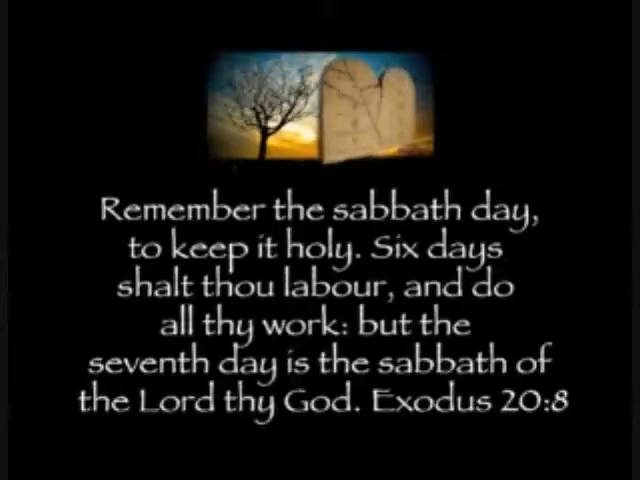 Remember the sabbath day,
to keep it holy. Six days
shalt thou labour, and do
all thy work: but the
seventh day is the sabbath of
the Lord thy God. Exodus 20:8